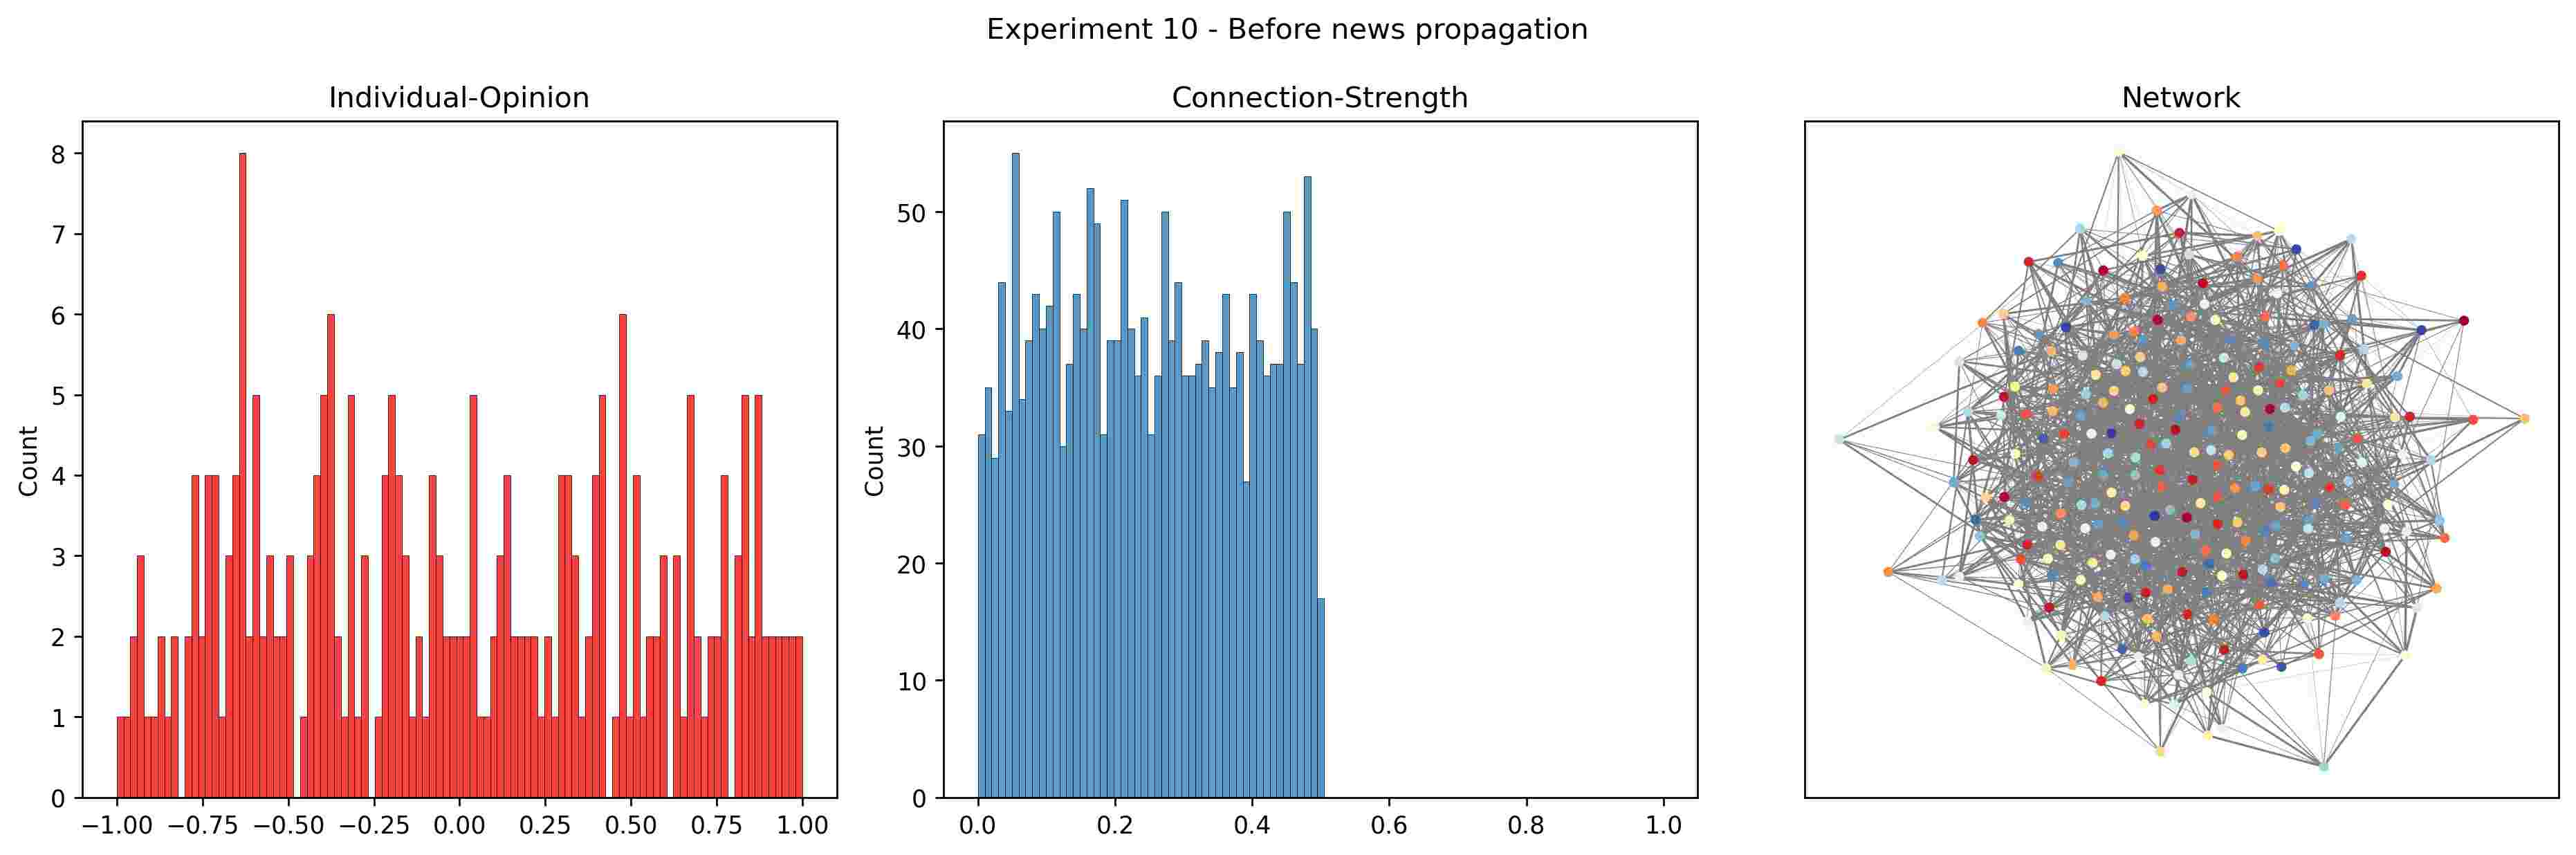 Experiment 10 - Before news propagation
Individual-Opinion
Count
8
7
6
5
4
3
2
1
0
−1.00 −0.75 −0.50 −0.25 0.00 0.25 0.50 0.75 1.00
Connection-Strength
Count
50
40
30
20
10
0
0.0 0.2 0.4 0.6 0.8 1.0
Network